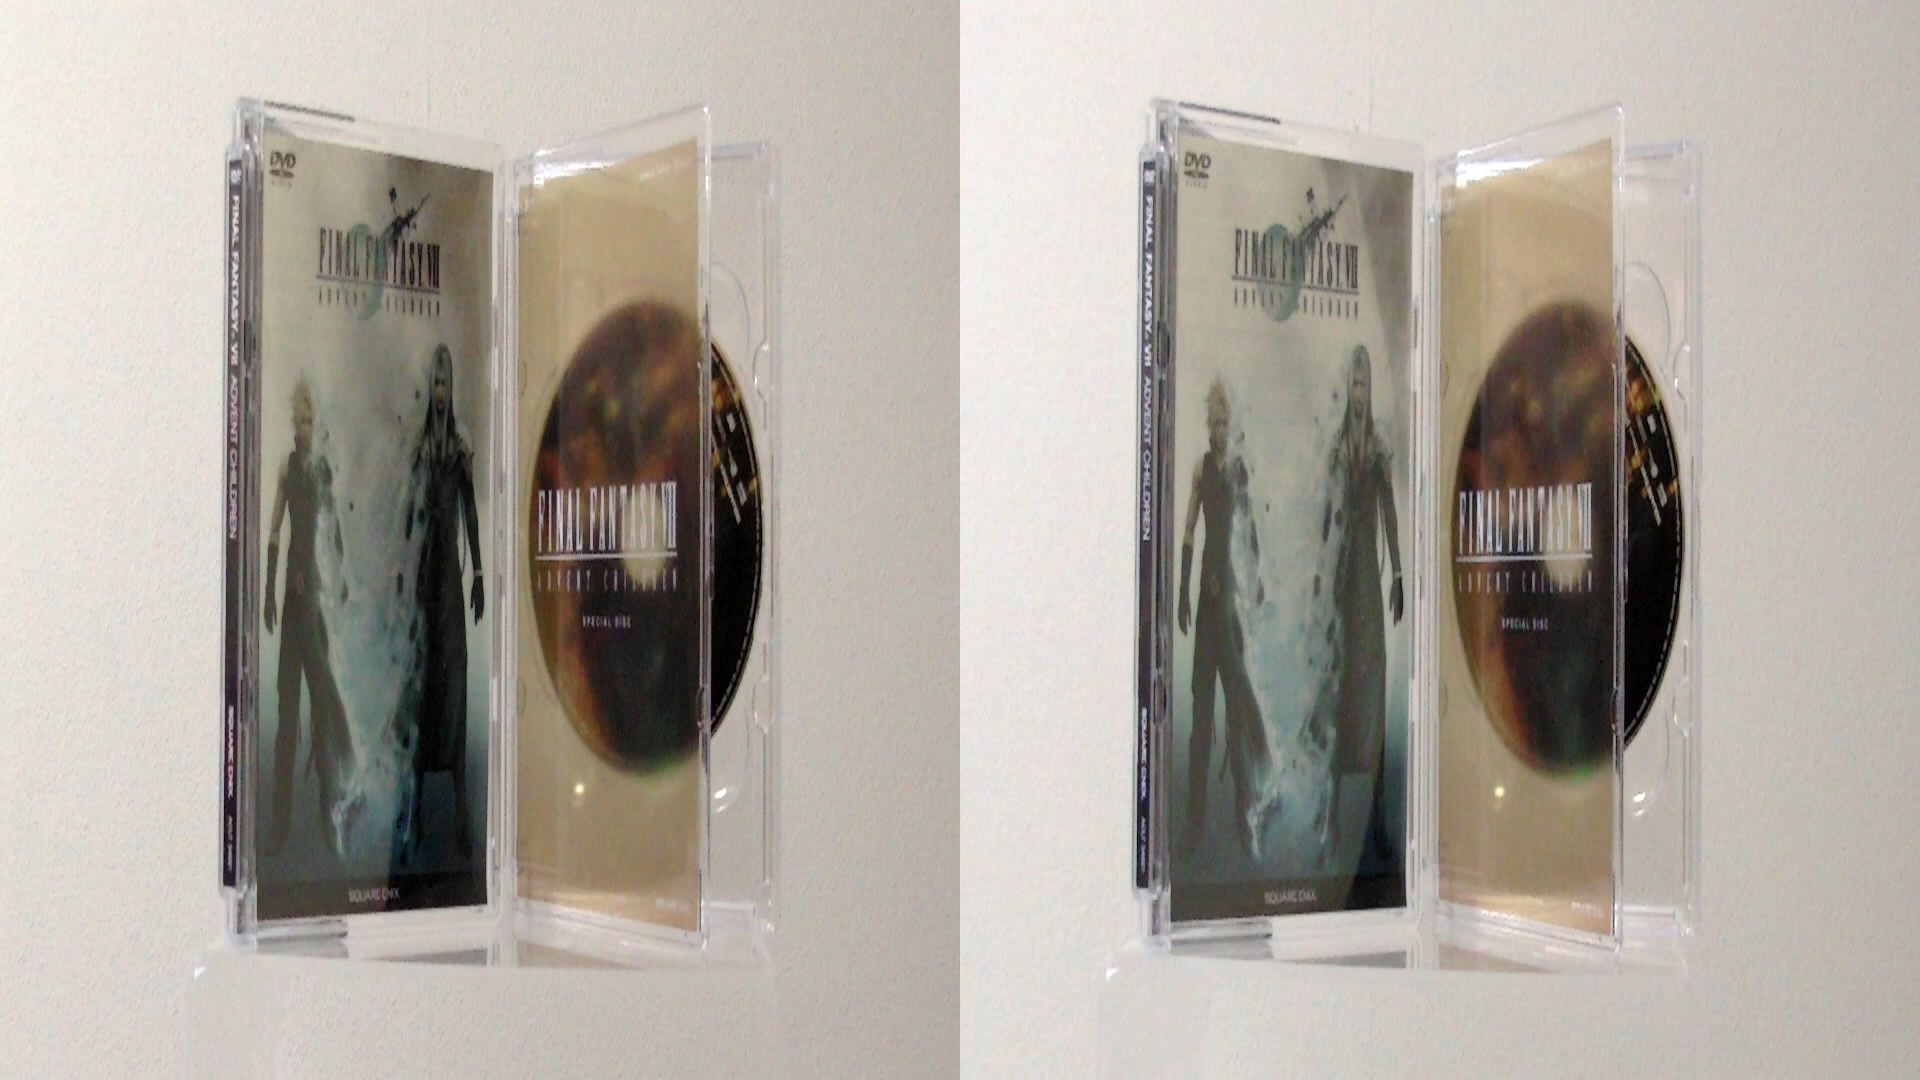 DVD
VIDEO
FINAL FANTASY VII
ADVENT CHILDREN
SQUARE ENIX
FINAL FANTASY. VII ADVENT CHILDREN
SQUARE ENIX.
FINAL FANTASY VII
ADVENT CHILDREN
SPECIAL DISC
DVD
VIDEO
FINAL FANTASY VII
ADVENT CHILDREN
SQUARE ENIX
FINAL FANTASY. VII ADVENT CHILDREN
SQUARE ENIX.
FINAL FANTASY VII
ADVENT CHILDREN
SPECIAL DISC